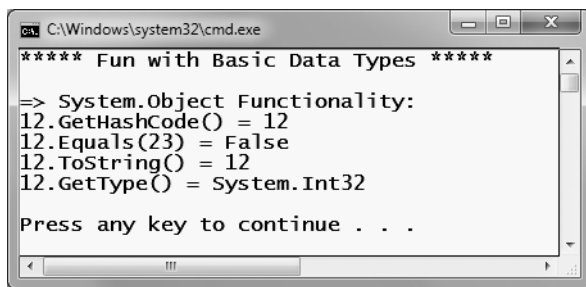 C:\Windows\system32\cmd.exe
***** Fun with Basic Data Types *****
=> System.Object Functionality:
12.GetHashCode() = 12
12.Equals(23) = False
12.ToString() = 12
12.GetType() = System.Int32
Press any key to continue . . .